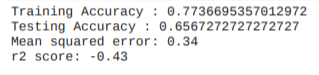 Training Accuracy : 0.7736695357012972
Testing Accuracy : 0.6567272727272727
Mean squared error: 0.34
r2 score: -0.43